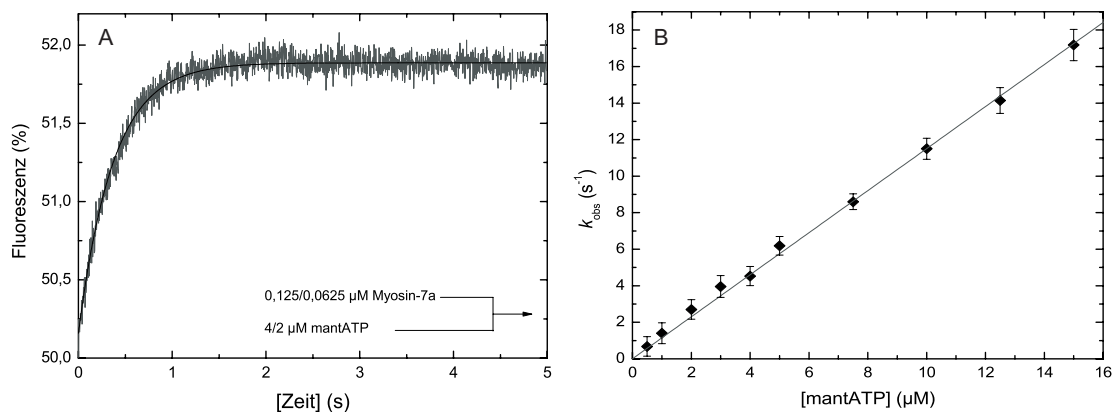 A
52,0
51,5
51,0
50,5
50,0
Fluoreszenz (%)
0,125/0,0625 µM Myosin-7a
4/2 µM mantATP
0 1 2 3 4 5
[Zeit] (s)
B
18
16
14
12
10
8
6
4
2
0
k_obs (s⁻¹)
0 2 4 6 8 10 12 14 16
[mantATP] (µM)